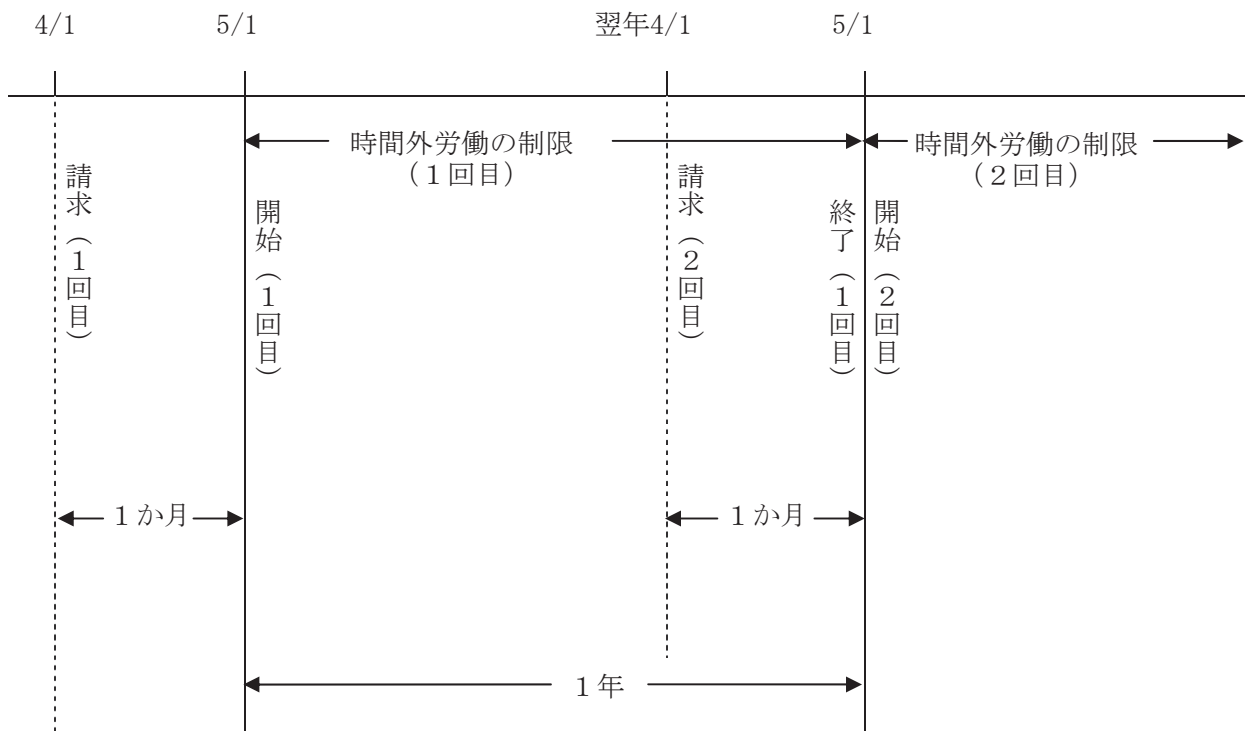 4/1
5/1
翌年4/1
5/1
時間外労働の制限
(１回目)
時間外労働の制限
(２回目)
請求（１回目）
開始（１回目）
請求（２回目）
終了（１回目）
開始（２回目）
１か月
１か月
１年